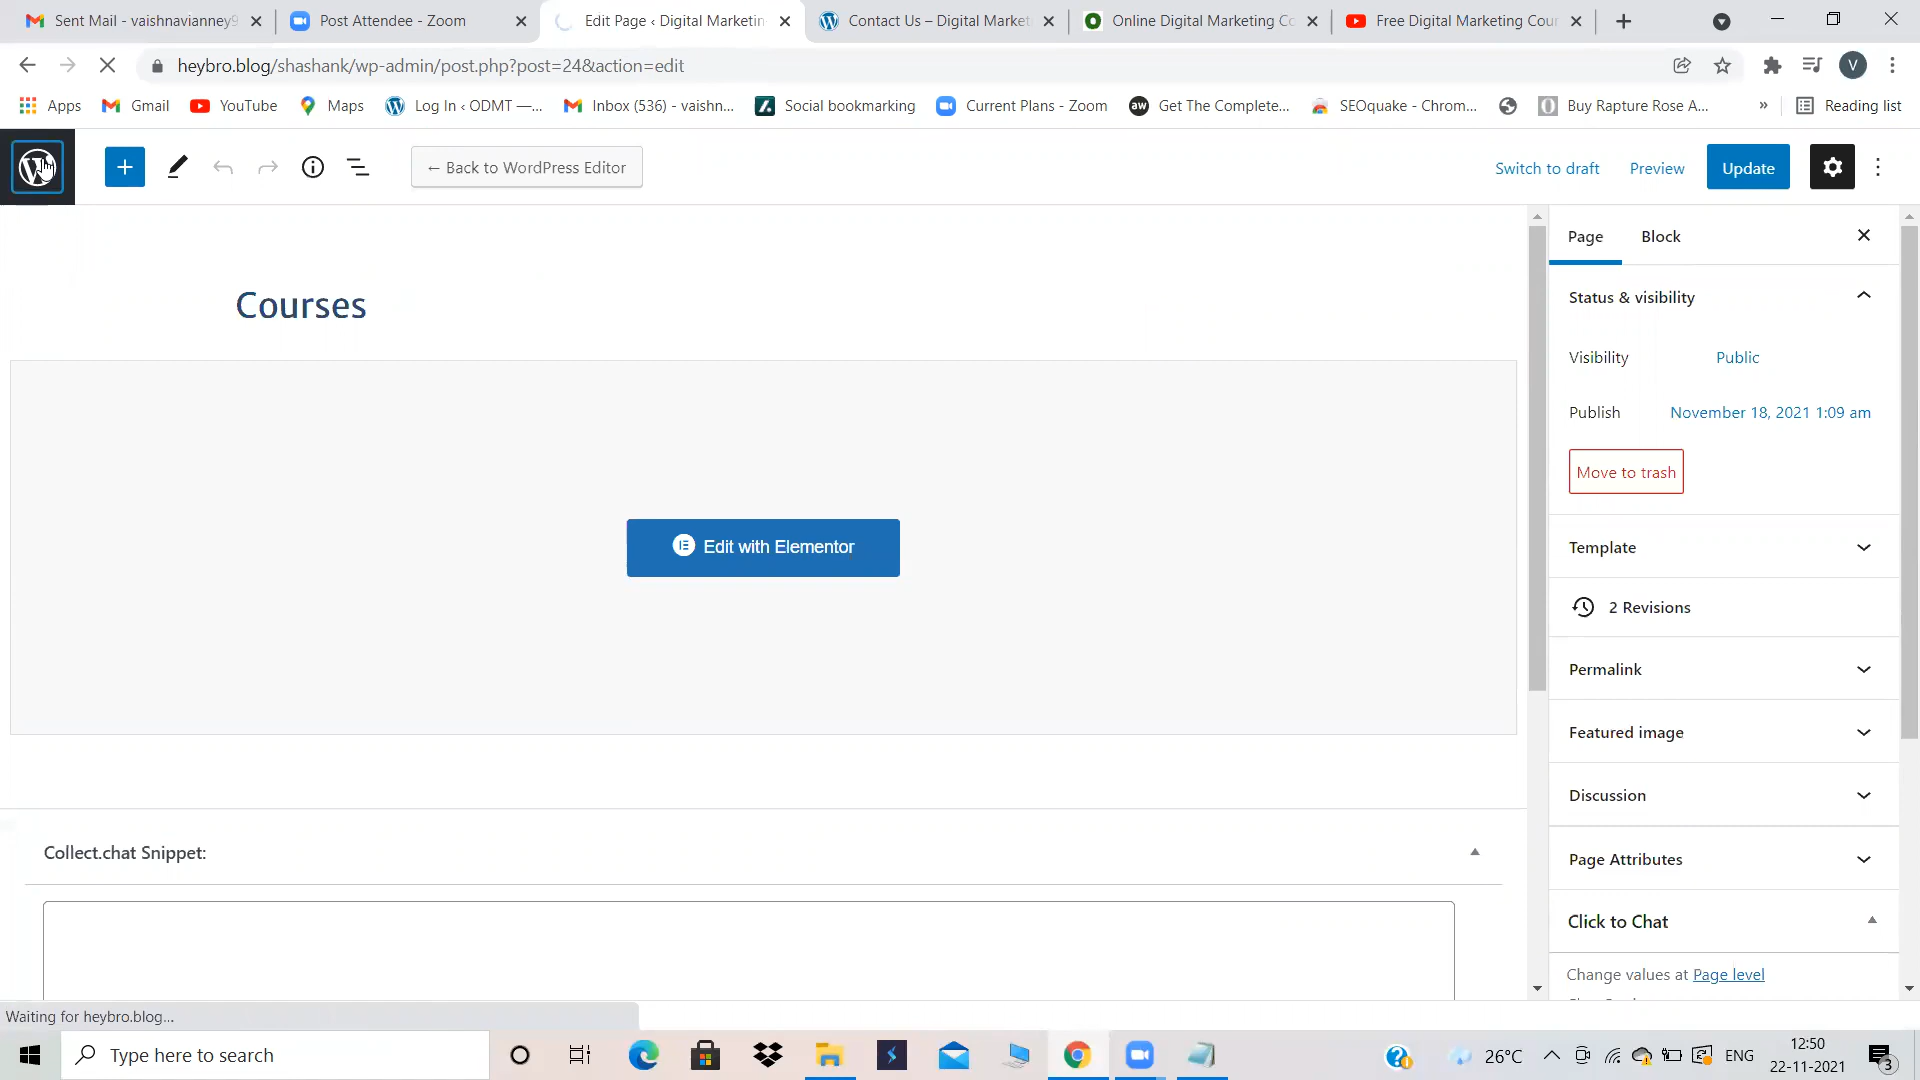 Sent Mail - vaishnavianney9
Post Attendee - Zoom
Edit Page ‹ Digital Marketin
Contact Us – Digital Market
Online Digital Marketing Co
Free Digital Marketing Cour
heybro.blog/shashank/wp-admin/post.php?post=24&action=edit
V
Apps
Gmail
YouTube
Maps
Log In ‹ ODMT —...
Inbox (536) - vaishn...
Social bookmarking
Current Plans - Zoom
aw
Get The Complete...
SEOquake - Chrom...
Buy Rapture Rose A...
»
Reading list
← Back to WordPress Editor
Switch to draft
Preview
Update
Page
Block
Courses
Status & visibility
Visibility
Public
Publish
November 18, 2021 1:09 am
Move to trash
Edit with Elementor
Template
2 Revisions
Permalink
Featured image
Discussion
Page Attributes
Collect.chat Snippet:
Click to Chat
Change values at Page level
Waiting for heybro.blog...
Type here to search
26°C
ENG
12:50
22-11-2021
3